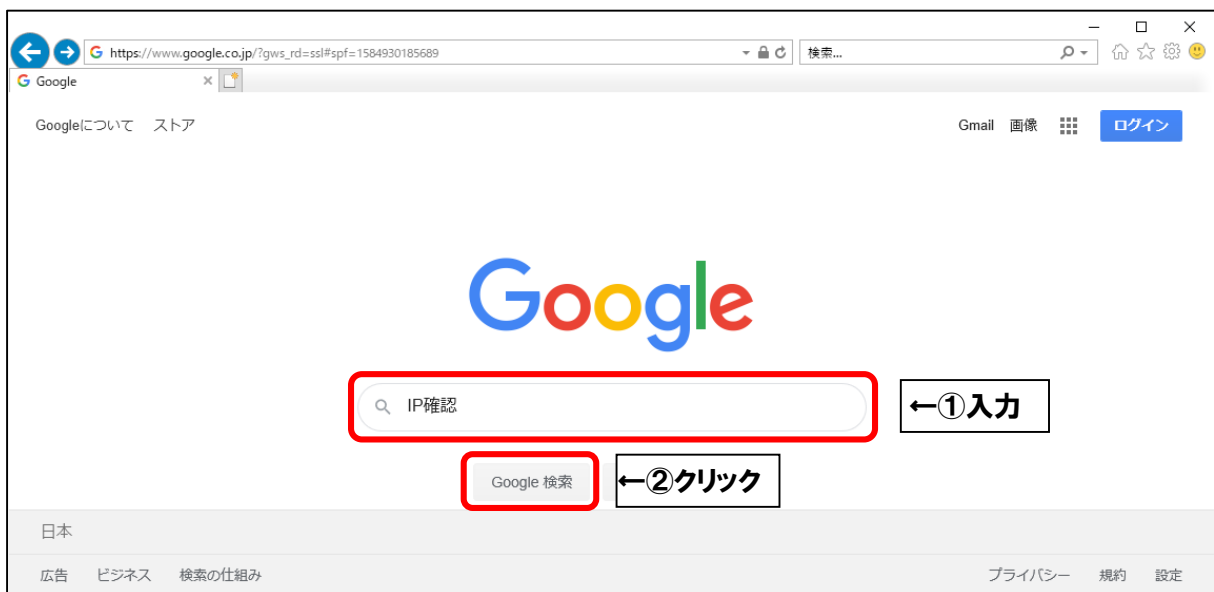 https://www.google.co.jp/?gws_rd=ssl#spf=1584930185689
検索...
Google
Googleについて ストア
Gmail 画像 ログイン
Google
IP確認
←①入力
Google 検索
←②クリック
日本
広告 ビジネス 検索の仕組み
プライバシー 規約 設定